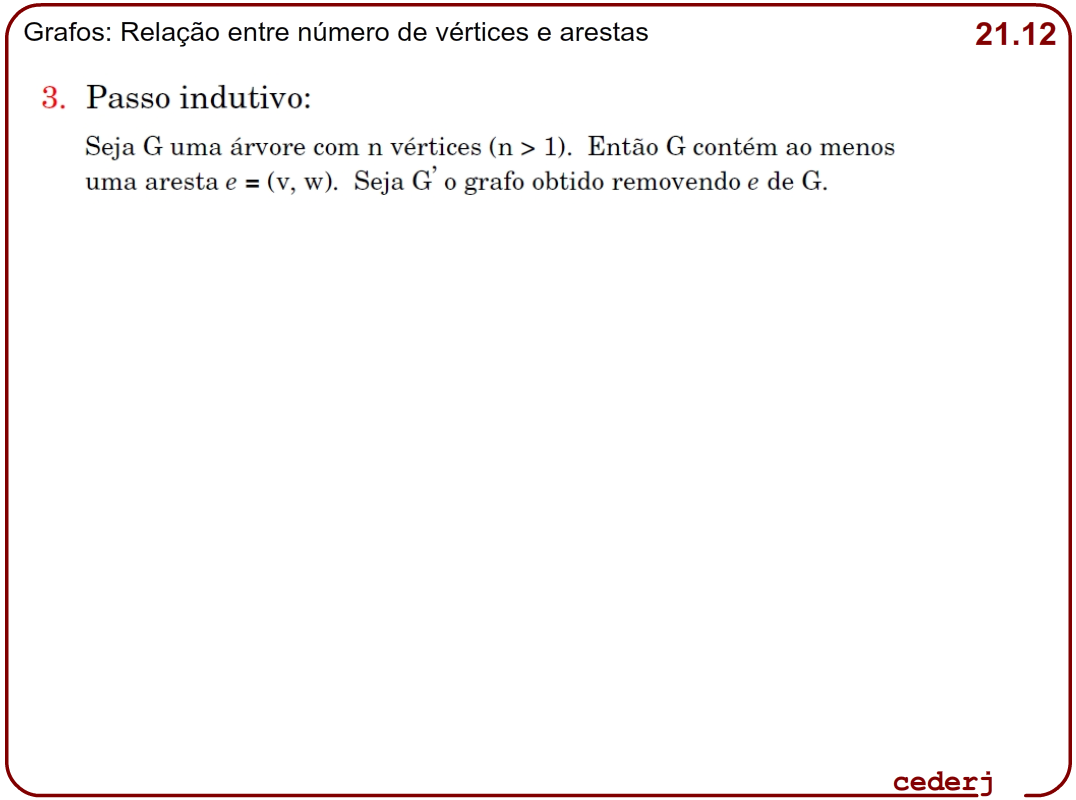 Grafos: Relação entre número de vértices e arestas
21.12
3. Passo indutivo:
Seja G uma árvore com n vértices (n > 1). Então G contém ao menos
uma aresta e = (v, w). Seja G’ o grafo obtido removendo e de G.
cederj